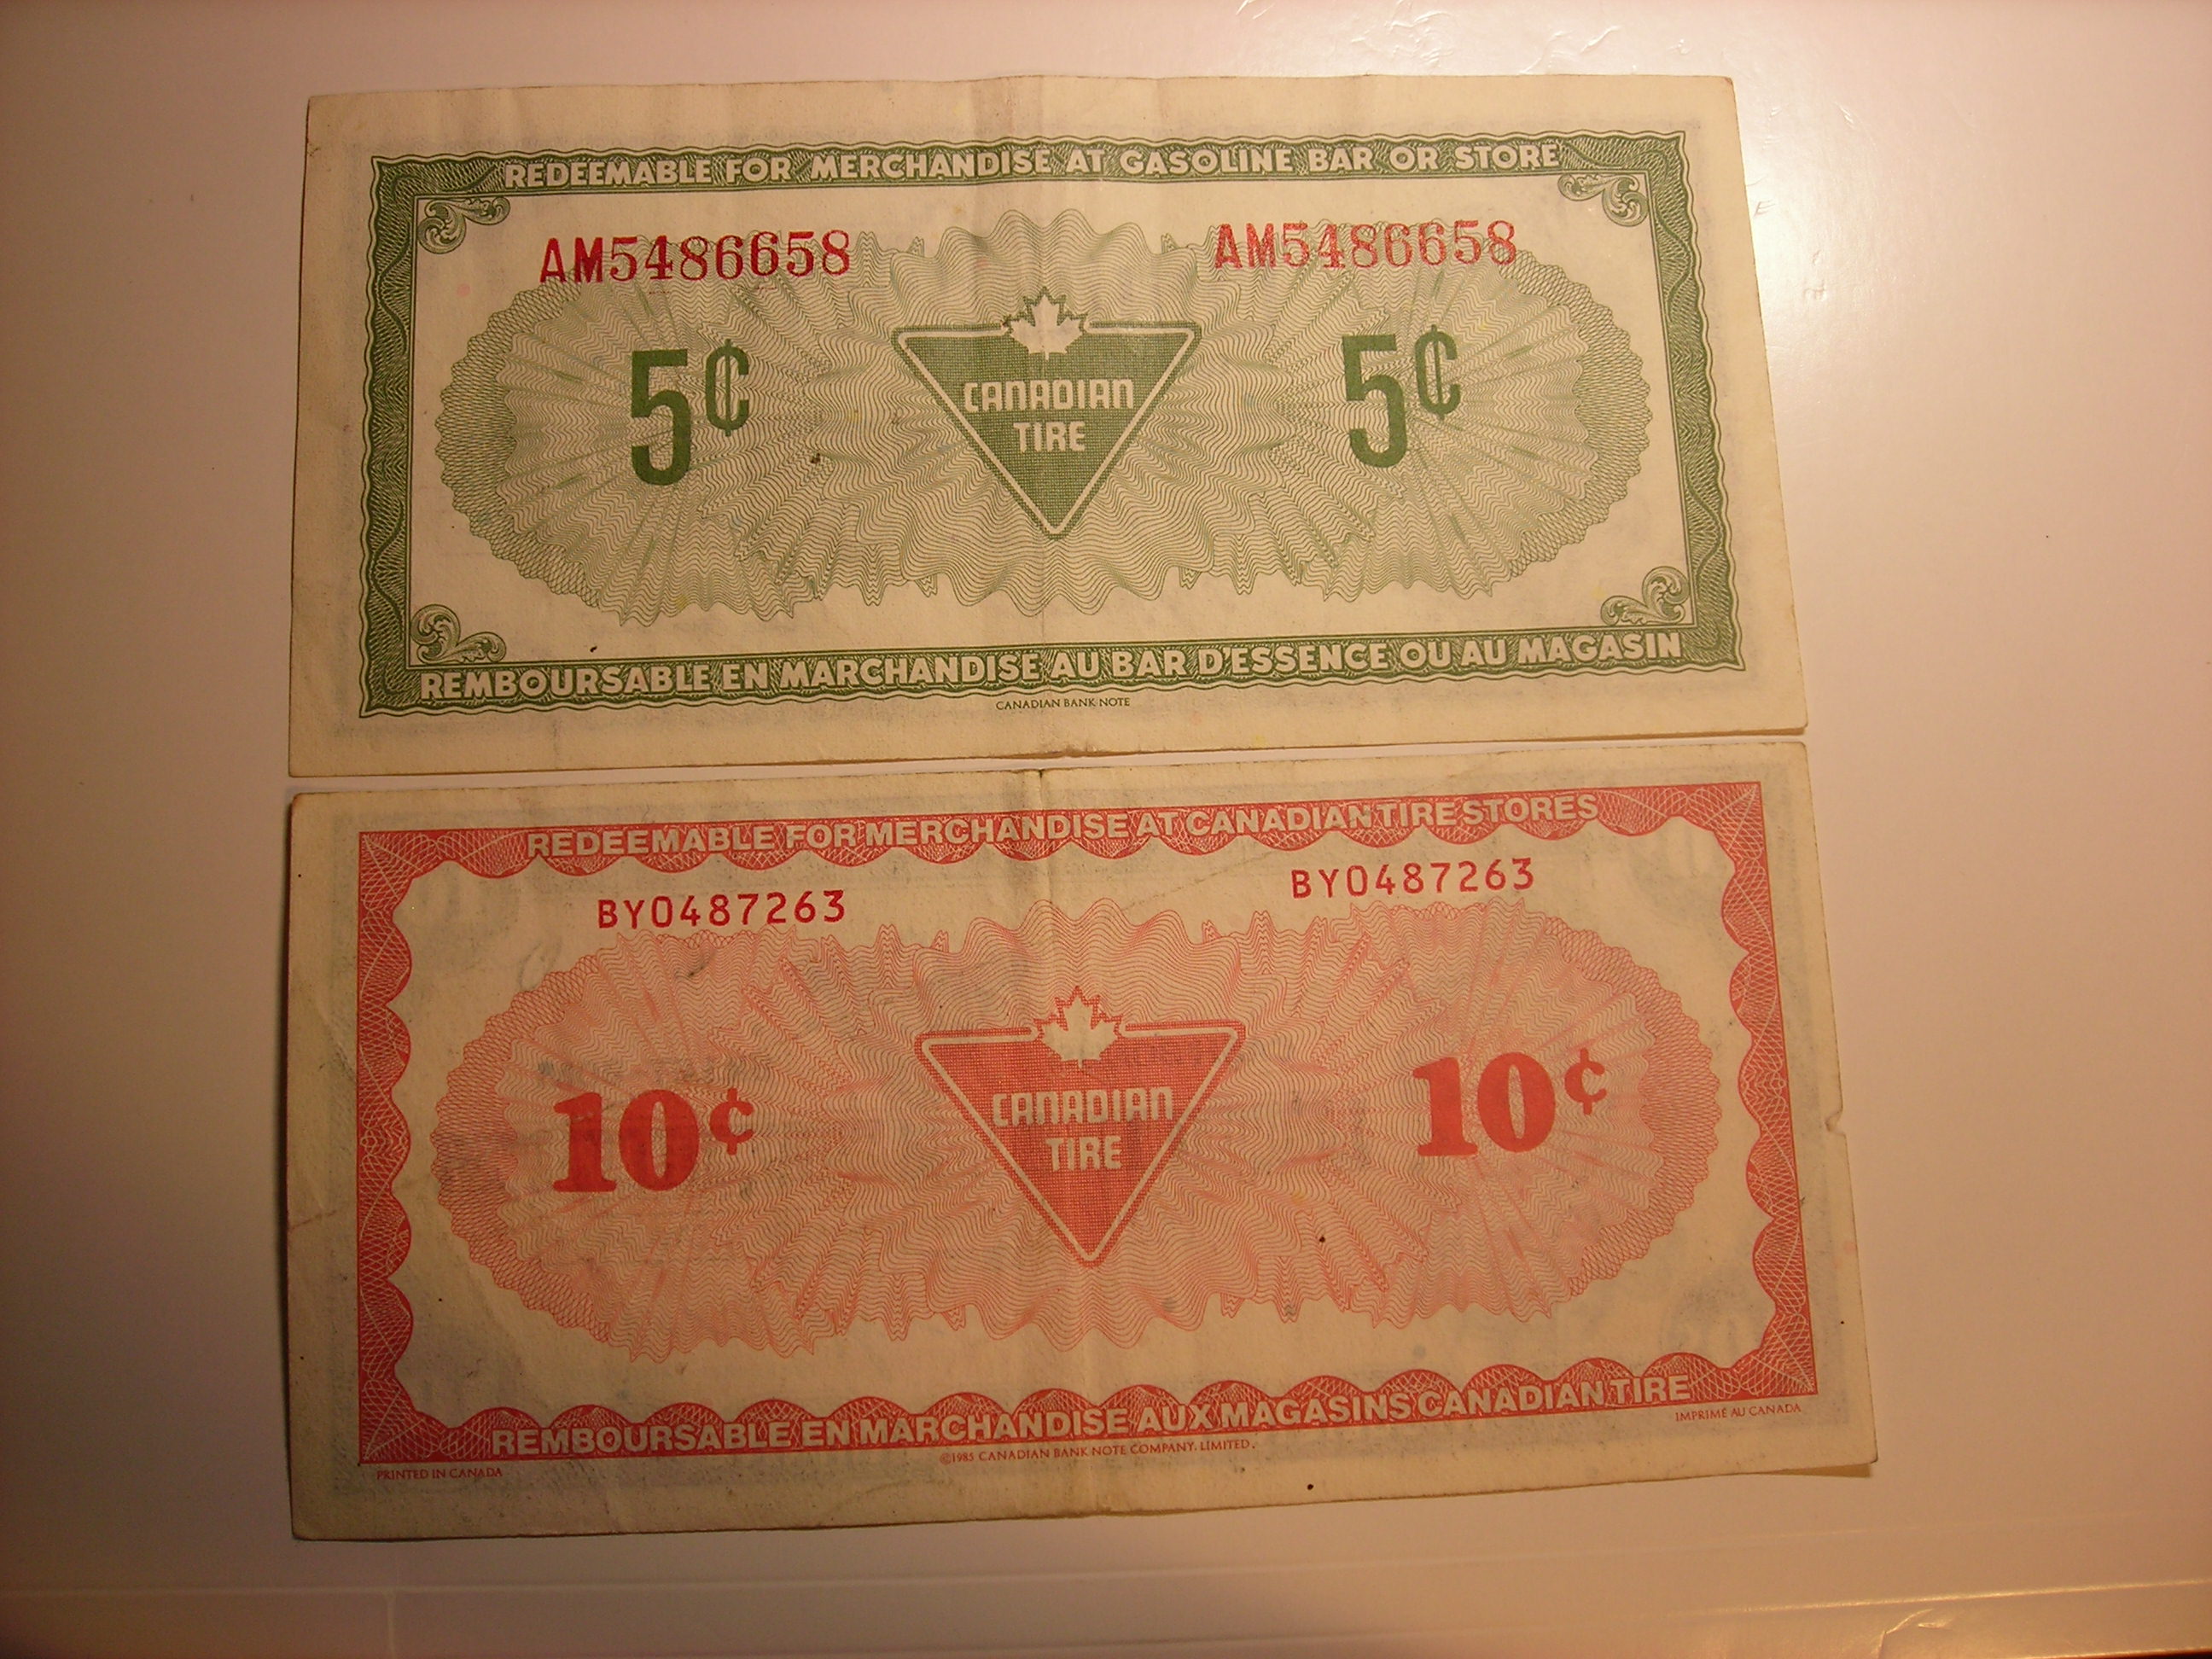 REDEEMABLE FOR MERCHANDISE AT GASOLINE BAR OR STORE
AM5486658 AM5486658
5¢ CANADIAN 5¢
TIRE
REMBOURSABLE EN MARCHANDISE AU BAR D'ESSENCE OU AU MAGASIN
CANADIAN BANK NOTE
REDEEMABLE FOR MERCHANDISE AT CANADIAN TIRE STORES
BY0487263 BY0487263
10¢ CANADIAN 10¢
TIRE
REMBOURSABLE EN MARCHANDISE AUX MAGASINS CANADIAN TIRE
PRINTED IN CANADA ©1985 CANADIAN BANK NOTE COMPANY, LIMITED. IMPRIMÉ AU CANADA